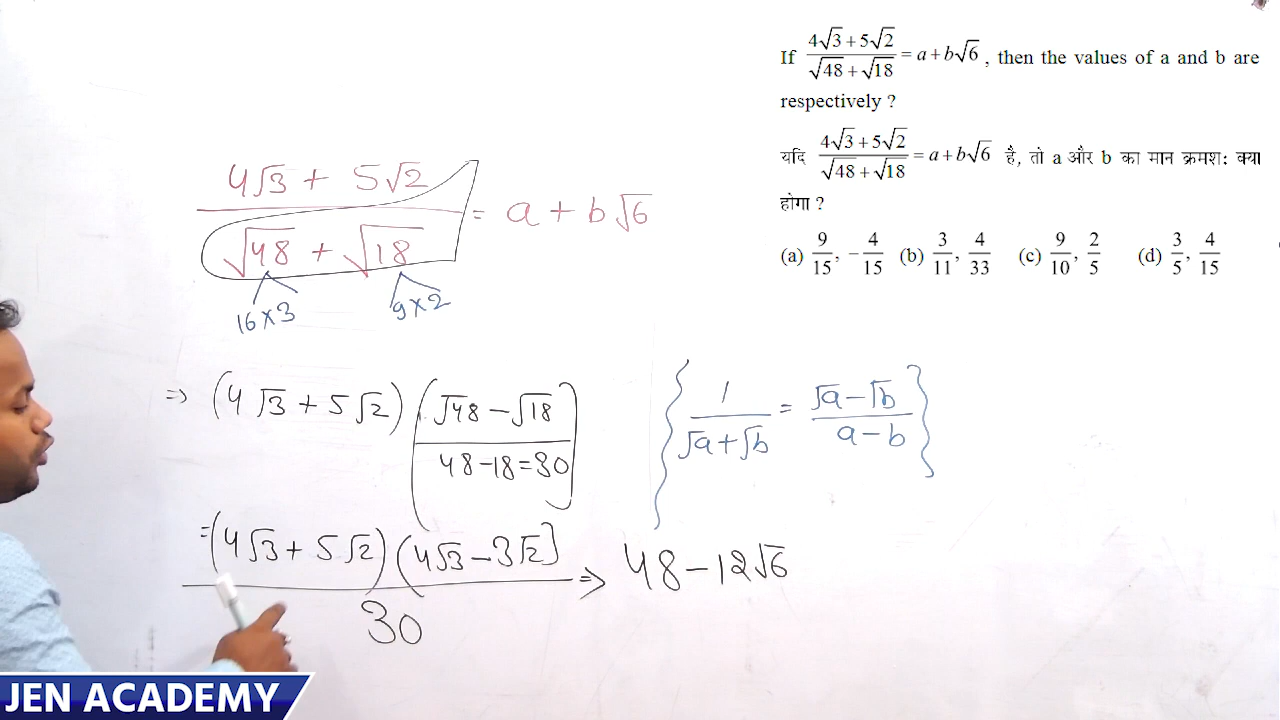 If (4√3+5√2)/(√48+√18) = a+b√6 , then the values of a and b are
respectively ?
यदि (4√3+5√2)/(√48+√18) = a+b√6 है, तो a और b का मान क्रमश: क्या
होगा ?
(a) 9/15, -4/15 (b) 3/11, 4/33 (c) 9/10, 2/5 (d) 3/5, 4/15
(4√3 + 5√2)/(√48 + √18) = a + b√6
16×3 9×2
⇒ (4√3 + 5√2) ((√48 - √18)/(48-18=30))
{ 1/(√a+√b) = (√a-√b)/(a-b) }
= (4√3 + 5√2)(4√3 - 3√2]/30 ⇒ 48 - 12√6
JEN ACADEMY